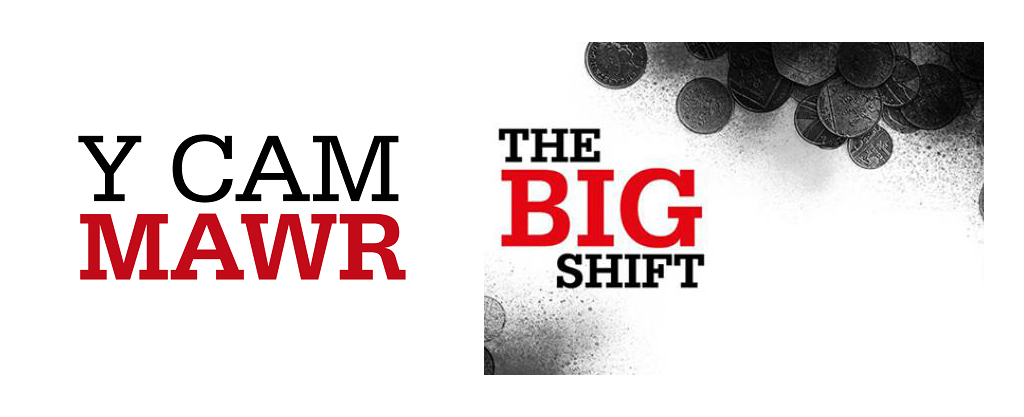 Y CAM
MAWR
THE
BIG
SHIFT